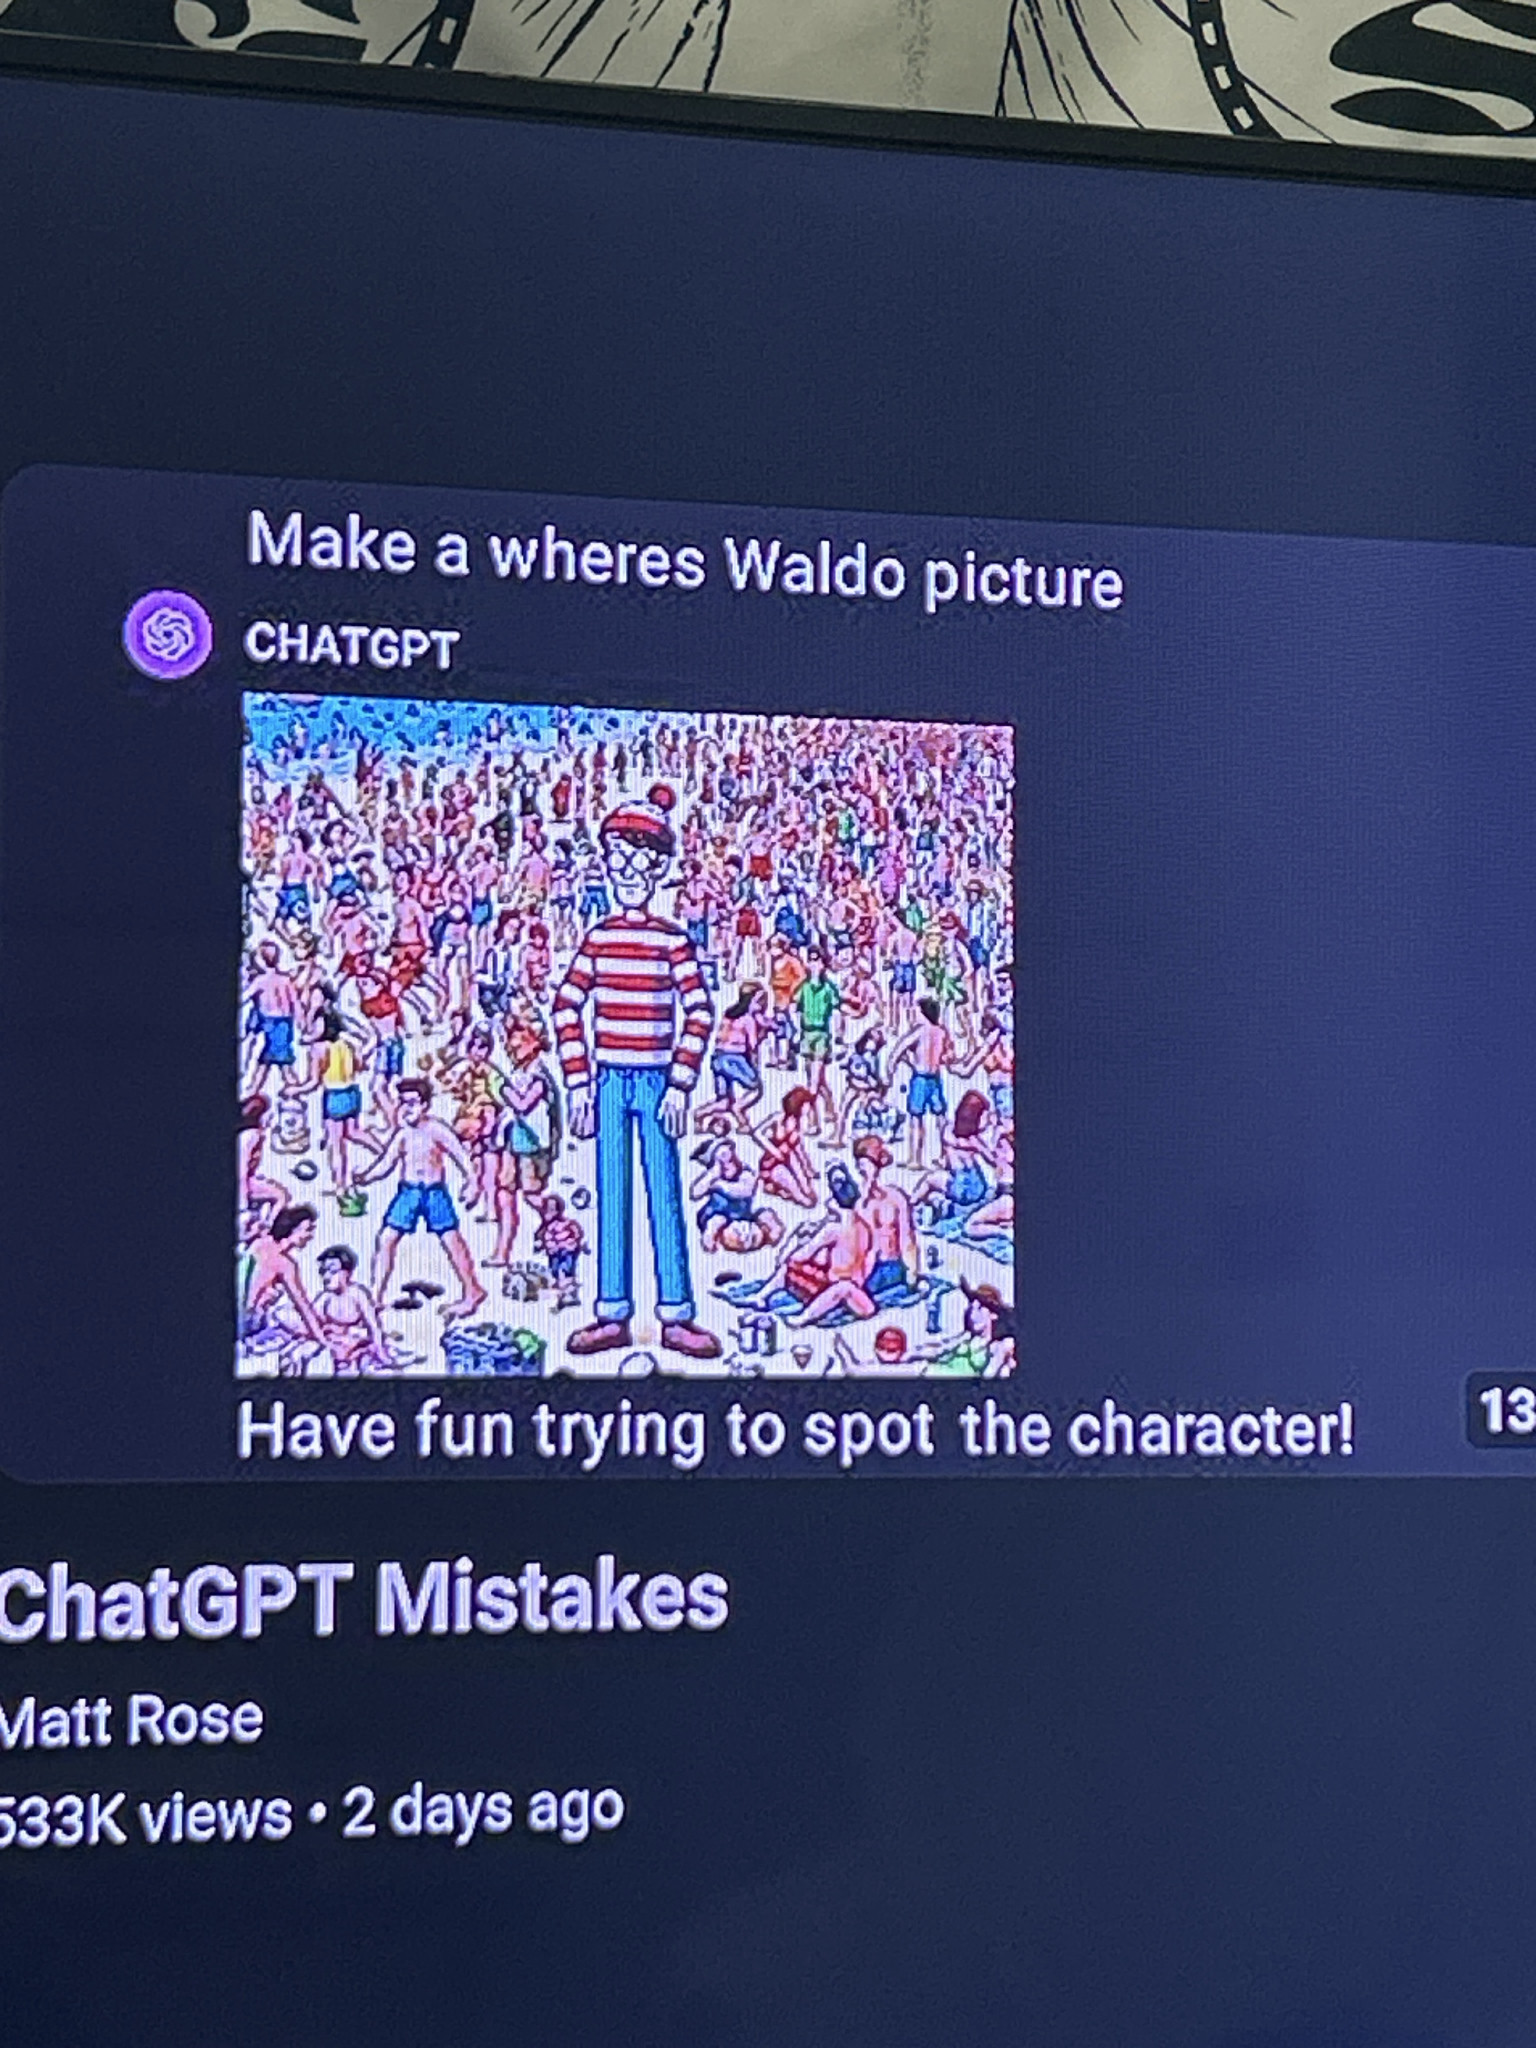 Make a wheres Waldo picture
CHATGPT
Have fun trying to spot the character!
13
ChatGPT Mistakes
Matt Rose
533K views • 2 days ago